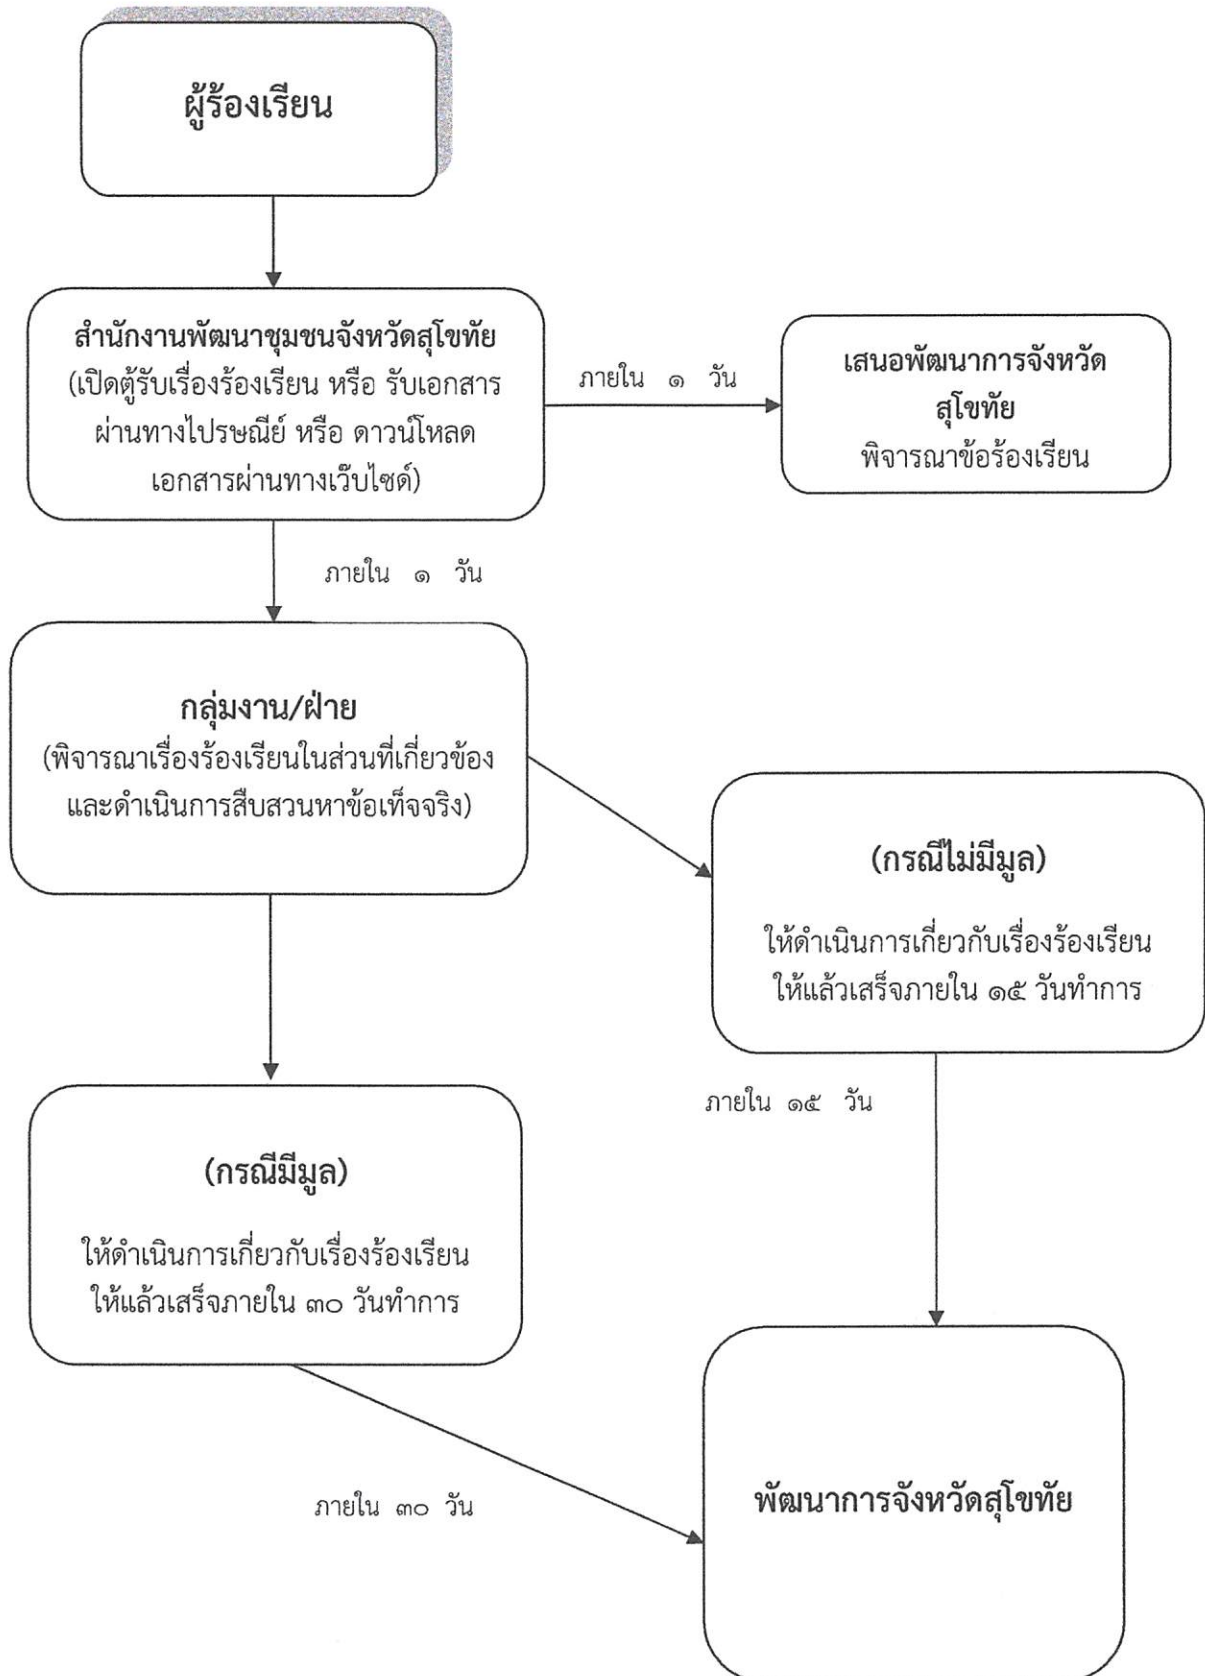 ผู้ร้องเรียน
สำนักงานพัฒนาชุมชนจังหวัดสุโขทัย
(เปิดตู้รับเรื่องร้องเรียน หรือ รับเอกสาร
ผ่านทางไปรษณีย์ หรือ ดาวน์โหลด
เอกสารผ่านทางเว็บไซด์)
ภายใน ๑ วัน
เสนอพัฒนาการจังหวัด
สุโขทัย
พิจารณาข้อร้องเรียน
ภายใน ๑ วัน
กลุ่มงาน/ฝ่าย
(พิจารณาเรื่องร้องเรียนในส่วนที่เกี่ยวข้อง
และดำเนินการสืบสวนหาข้อเท็จจริง)
(กรณีไม่มีมูล)
ให้ดำเนินการเกี่ยวกับเรื่องร้องเรียน
ให้แล้วเสร็จภายใน ๑๕ วันทำการ
ภายใน ๑๕ วัน
(กรณีมีมูล)
ให้ดำเนินการเกี่ยวกับเรื่องร้องเรียน
ให้แล้วเสร็จภายใน ๓๐ วันทำการ
ภายใน ๓๐ วัน
พัฒนาการจังหวัดสุโขทัย